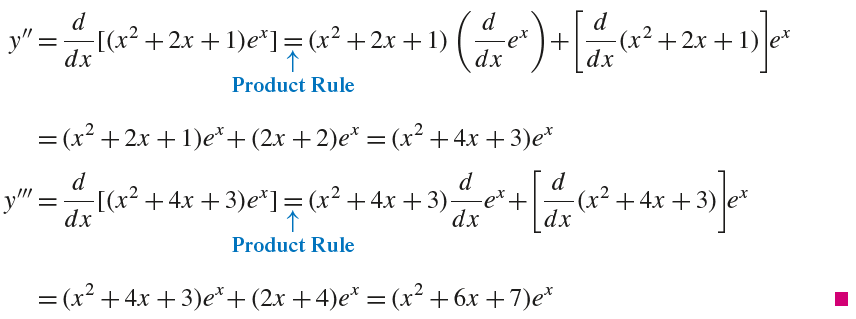 y″ = d/dx [(x² + 2x + 1)eˣ] = (x² + 2x + 1) (d/dx eˣ) + [d/dx (x² + 2x + 1)] eˣ
↑
Product Rule
= (x² + 2x + 1)eˣ + (2x + 2)eˣ = (x² + 4x + 3)eˣ
y‴ = d/dx [(x² + 4x + 3)eˣ] = (x² + 4x + 3) d/dx eˣ + [d/dx (x² + 4x + 3)] eˣ
↑
Product Rule
= (x² + 4x + 3)eˣ + (2x + 4)eˣ = (x² + 6x + 7)eˣ